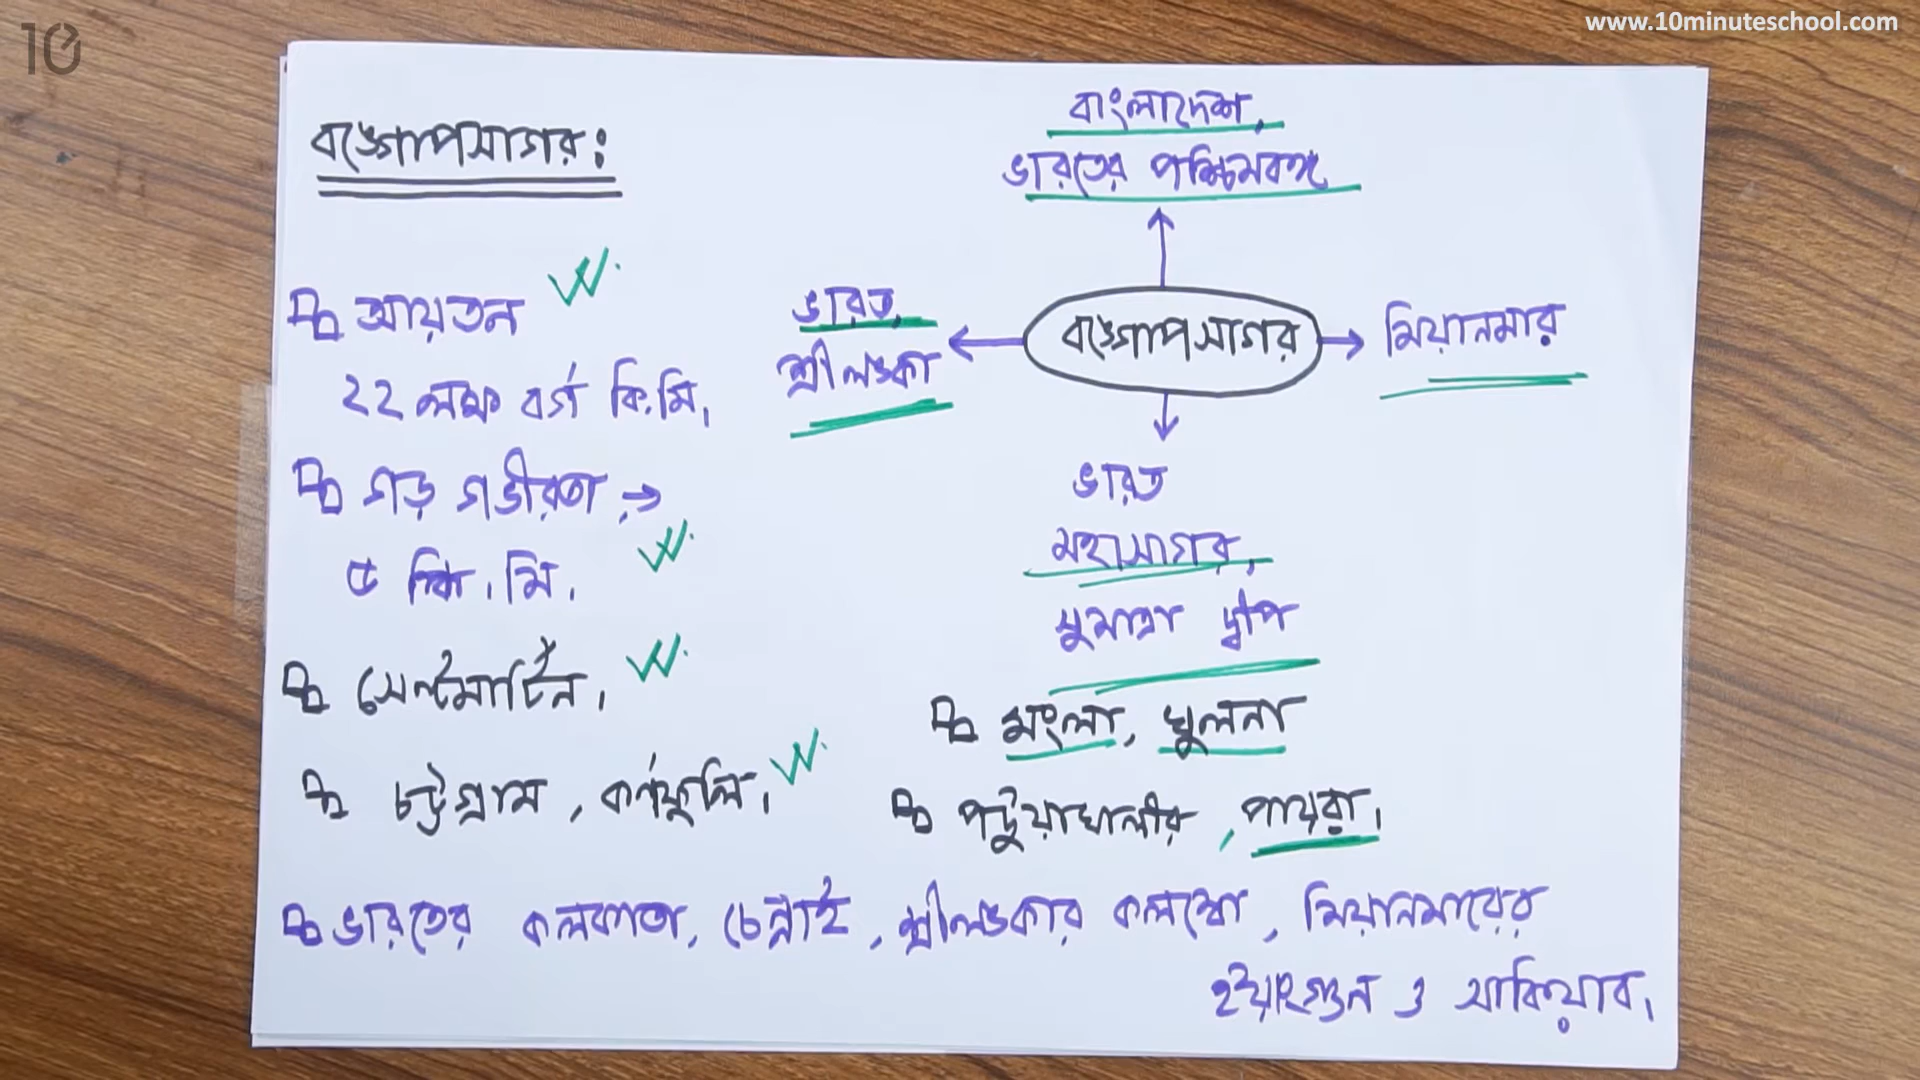 10
www.10minuteschool.com
বঙ্গোপসাগর:
আয়তন
২২ লক্ষ বর্গ কি.মি.
গড় গভীরতা →
৫ কি.মি.
সেন্টমার্টিন।
চট্টগ্রাম, কর্ণফুলি।
বাংলাদেশ,
ভারতের পশ্চিমবঙ্গ
ভারত,
শ্রীলঙ্কা
বঙ্গোপসাগর
মিয়ানমার
ভারত
মহাসাগর,
সুমাত্রা দ্বীপ
মংলা, খুলনা
পটুয়াখালীর, পায়রা।
ভারতের কলকাতা, চেন্নাই, শ্রীলঙ্কার কলম্বো, মিয়ানমারের
ইয়াংগুন ও আকিয়াব।